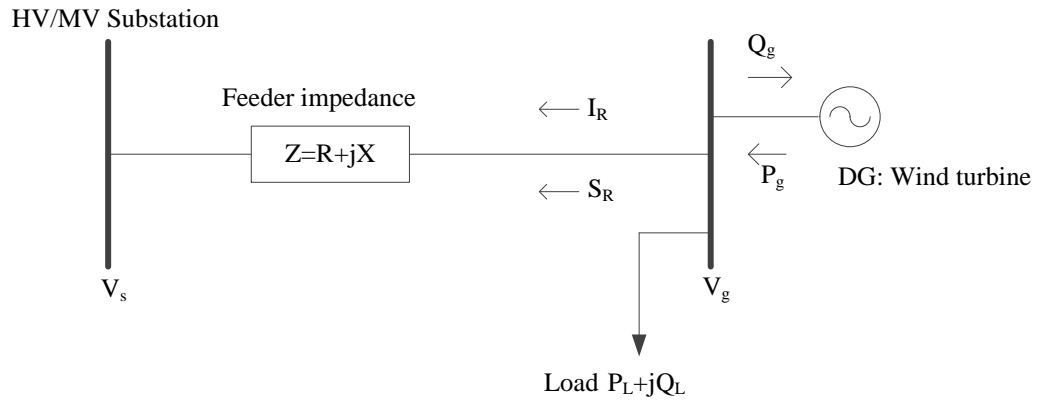 HV/MV Substation
Q_g
Feeder impedance
I_R
Z=R+jX
P_g
DG: Wind turbine
S_R
V_s
V_g
Load P_L+jQ_L